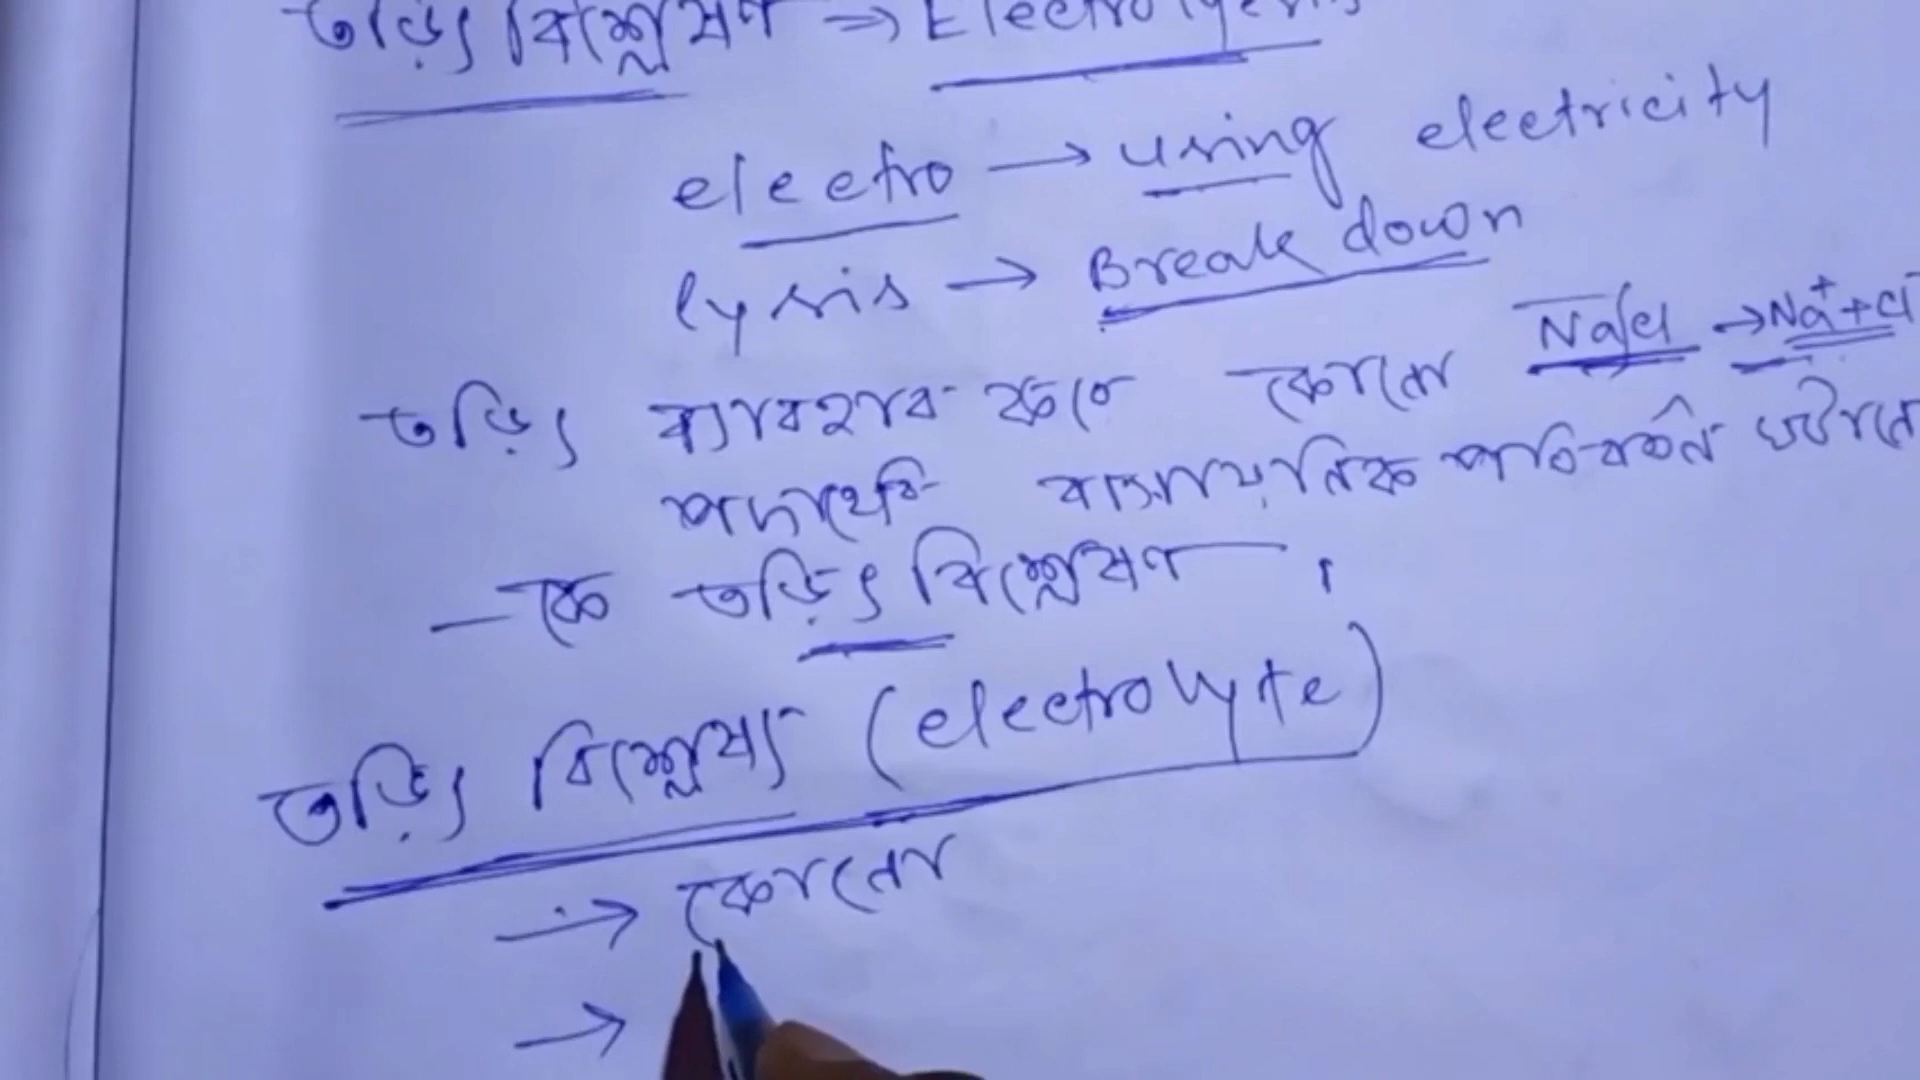 তড়িৎ বিশ্লেষণ → Electrolysis
electro → using electricity
lysis → Break down
NaCl → Na⁺ + Cl⁻
তড়িৎ ব্যাবহার করে কোনো
পদার্থের রাসায়নিক পরিবর্তন ঘটানো
–কে তড়িৎ বিশ্লেষণ ।
তড়িৎ বিশ্লেষ্য (electrolyte)
→ কোনো
→